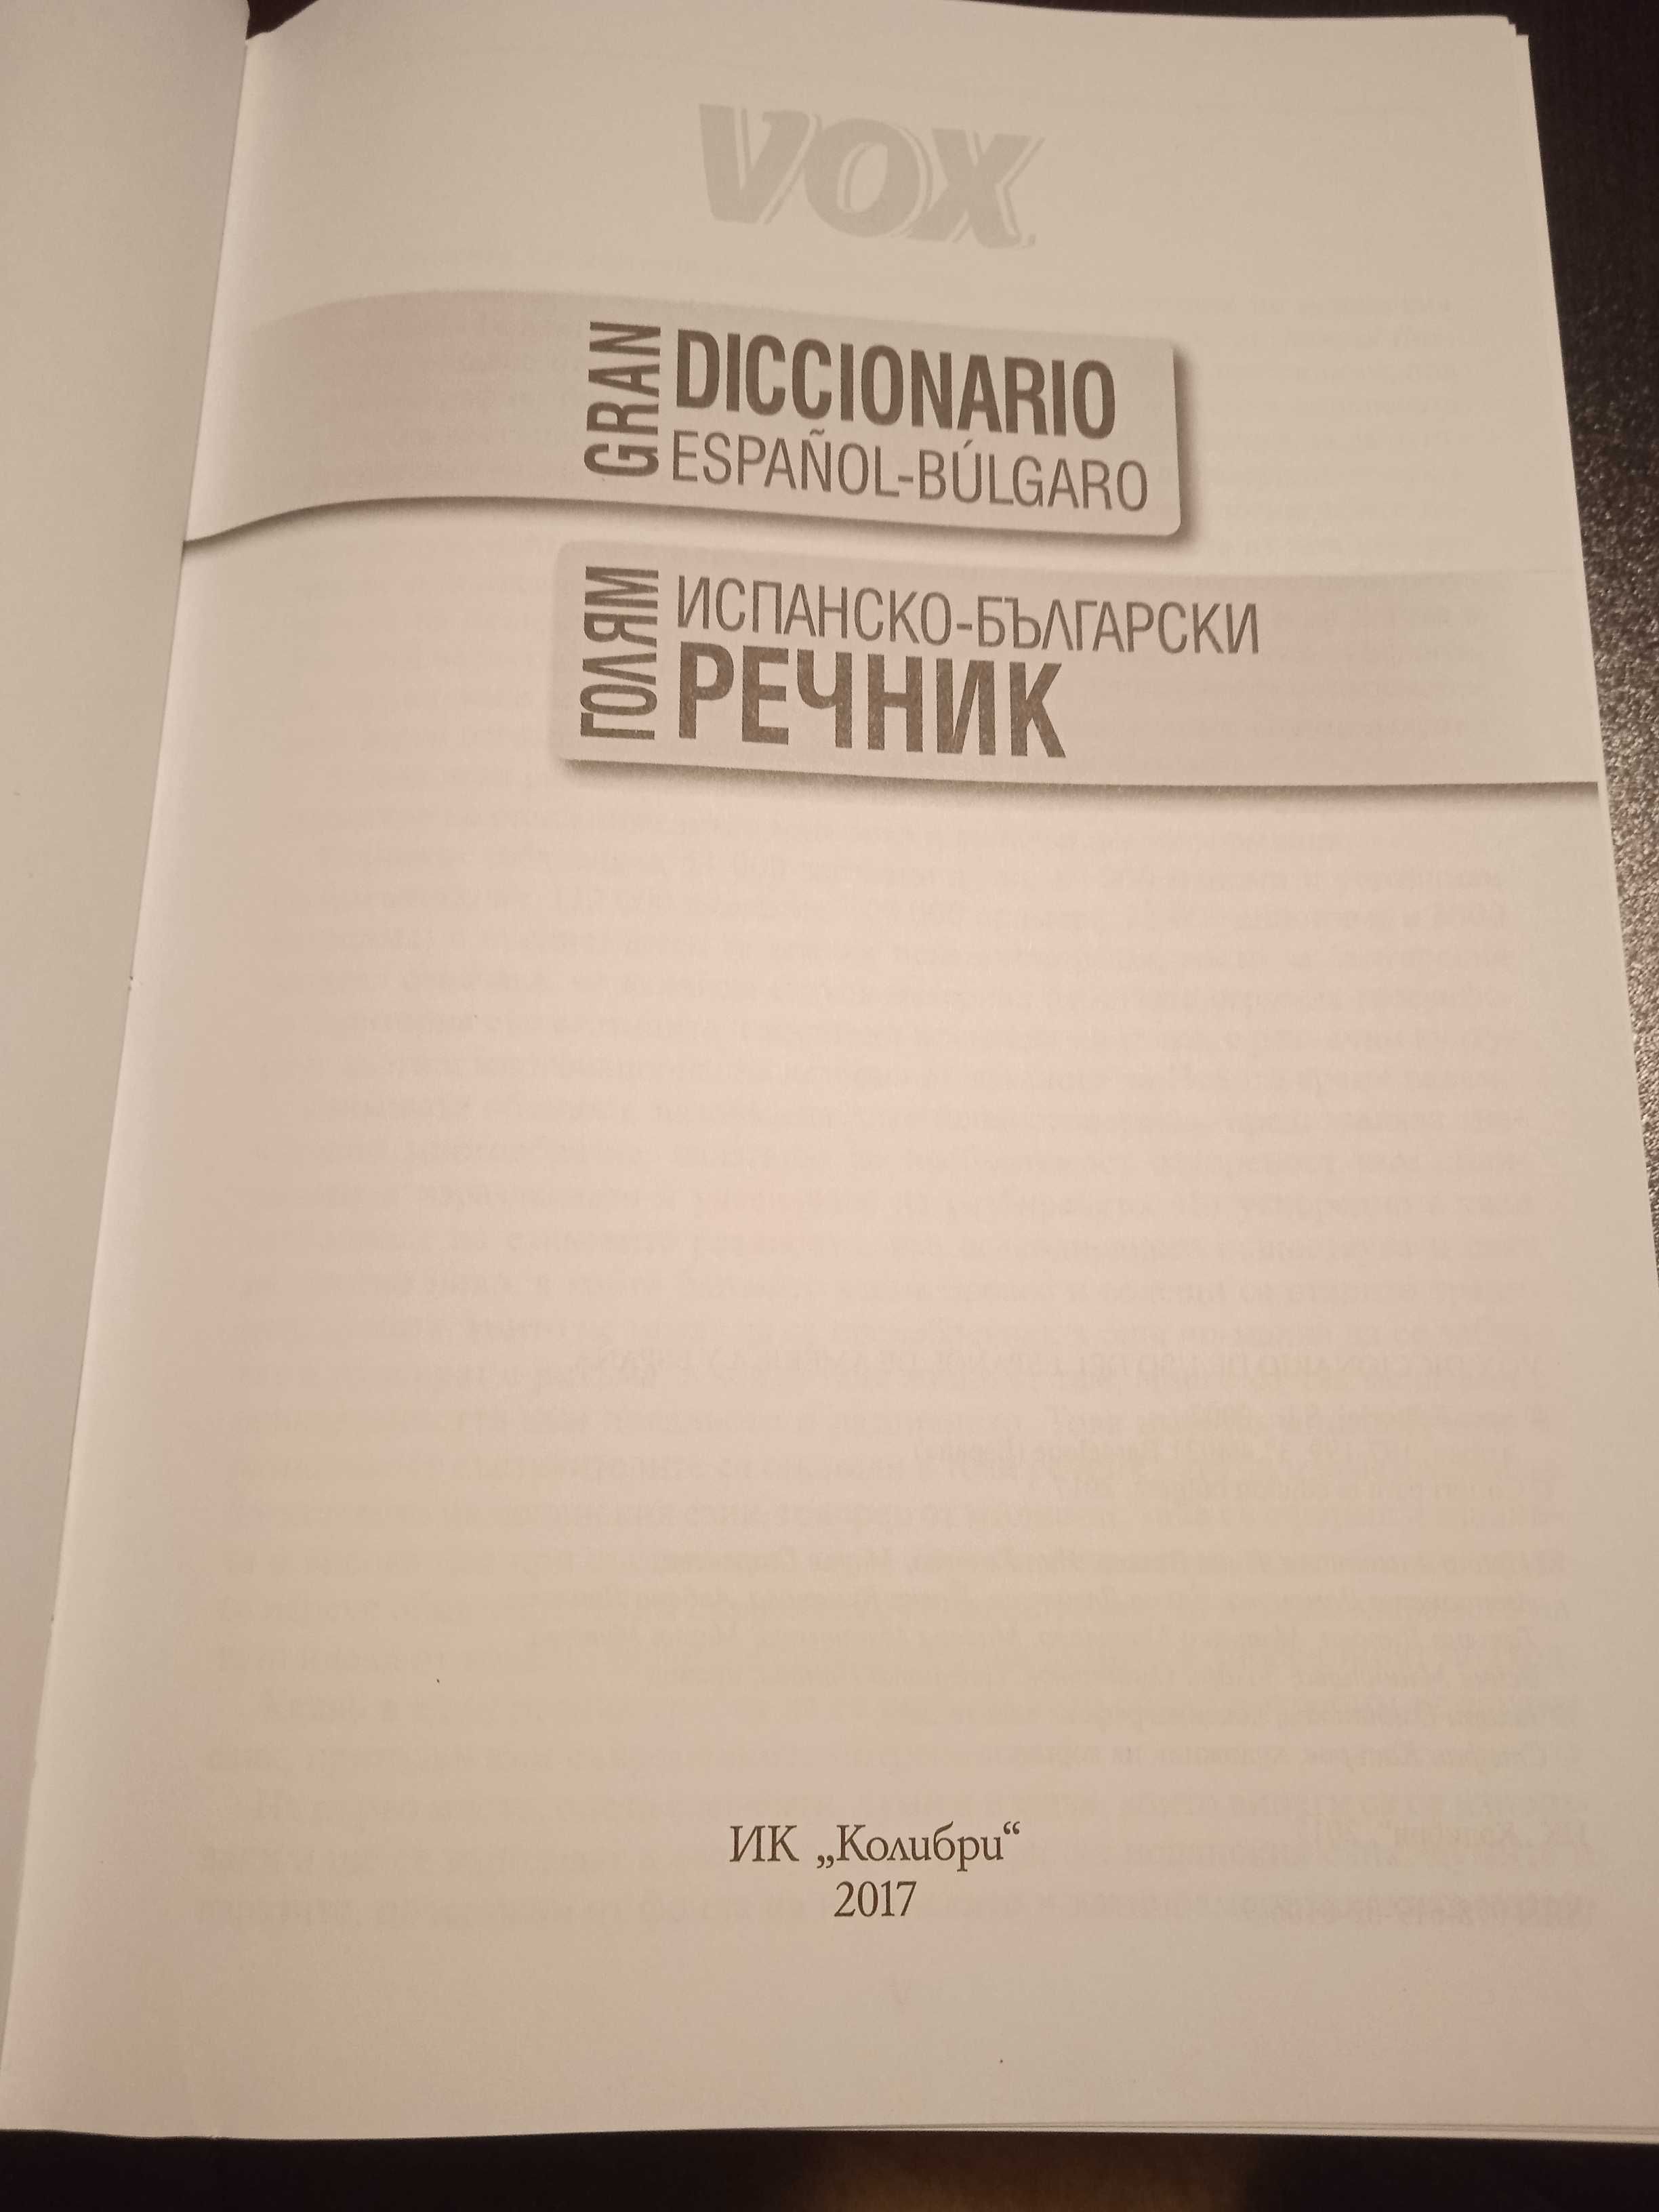 VOX
GRAN
DICCIONARIO
ESPAÑOL-BÚLGARO
ГОЛЯМ
ИСПАНСКО-БЪЛГАРСКИ
РЕЧНИК
ИК „Колибри“
2017